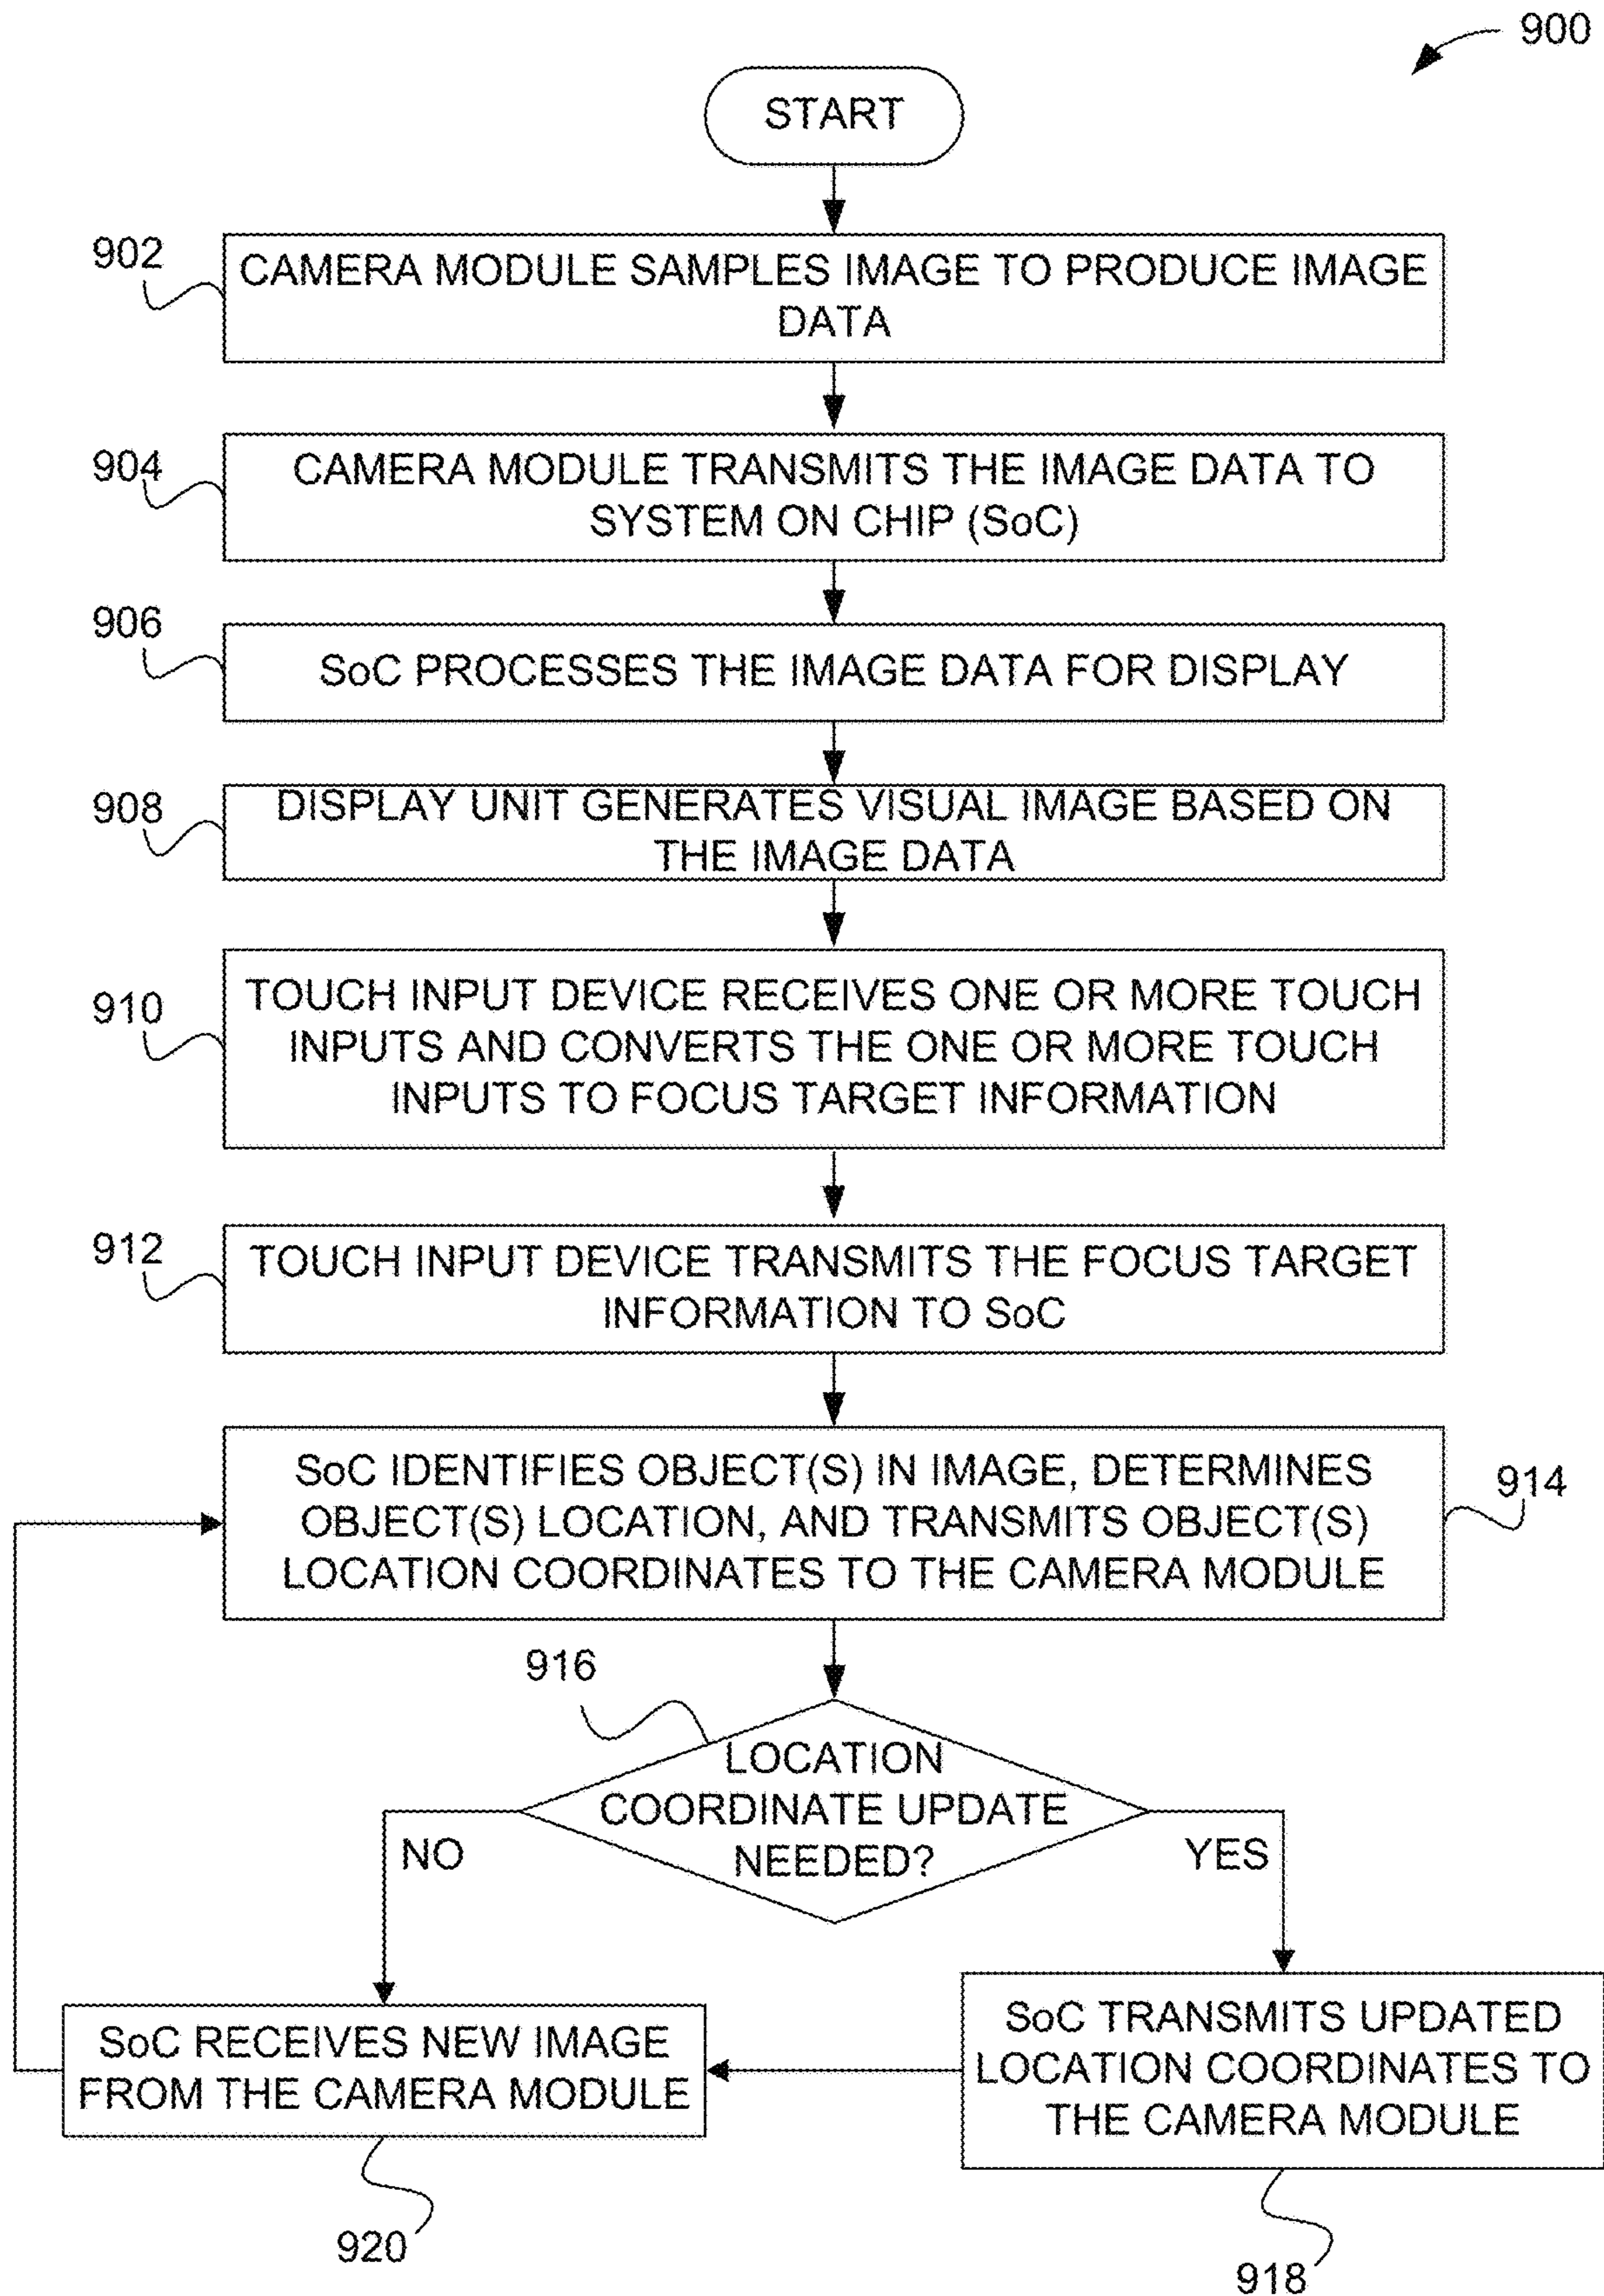 900
START
902
CAMERA MODULE SAMPLES IMAGE TO PRODUCE IMAGE
DATA
904
CAMERA MODULE TRANSMITS THE IMAGE DATA TO
SYSTEM ON CHIP (SoC)
906
SoC PROCESSES THE IMAGE DATA FOR DISPLAY
908
DISPLAY UNIT GENERATES VISUAL IMAGE BASED ON
THE IMAGE DATA
910
TOUCH INPUT DEVICE RECEIVES ONE OR MORE TOUCH
INPUTS AND CONVERTS THE ONE OR MORE TOUCH
INPUTS TO FOCUS TARGET INFORMATION
912
TOUCH INPUT DEVICE TRANSMITS THE FOCUS TARGET
INFORMATION TO SoC
914
SoC IDENTIFIES OBJECT(S) IN IMAGE, DETERMINES
OBJECT(S) LOCATION, AND TRANSMITS OBJECT(S)
LOCATION COORDINATES TO THE CAMERA MODULE
916
LOCATION
COORDINATE UPDATE
NEEDED?
NO
YES
SoC RECEIVES NEW IMAGE
FROM THE CAMERA MODULE
920
SoC TRANSMITS UPDATED
LOCATION COORDINATES TO
THE CAMERA MODULE
918